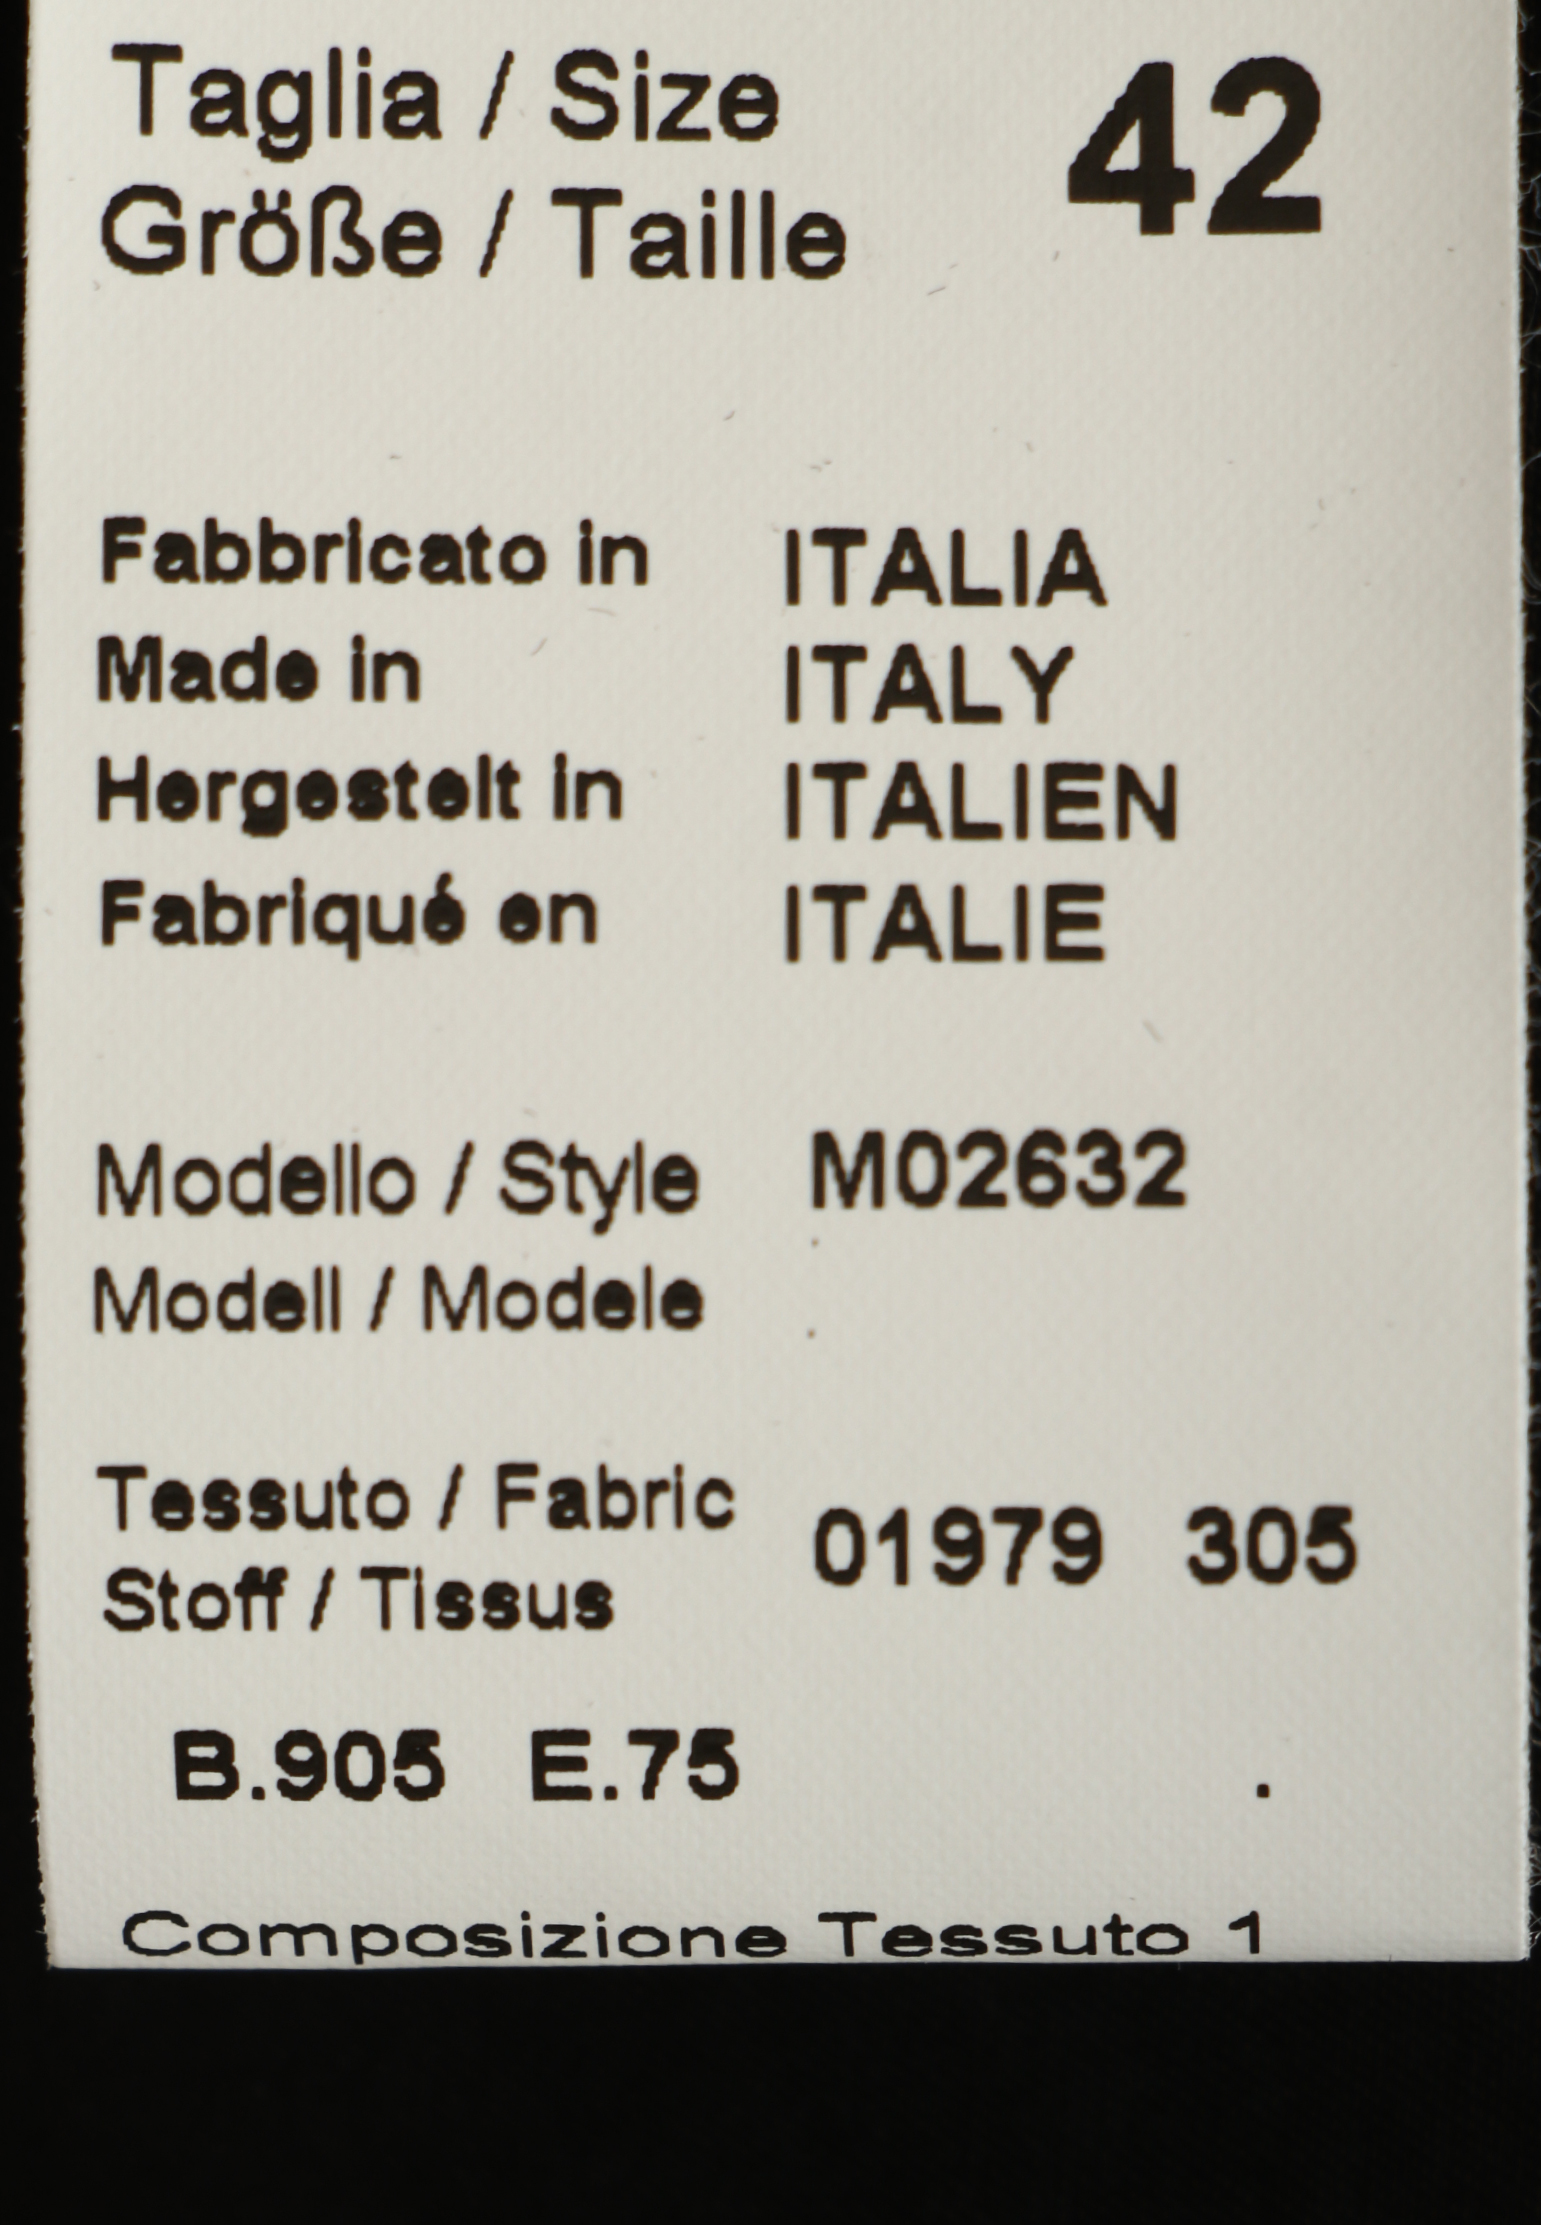 Taglia / Size 42
Größe / Taille
Fabbricato in ITALIA
Made in ITALY
Hergestelt in ITALIEN
Fabriqué en ITALIE
Modello / Style M02632
Modell / Modele
Tessuto / Fabric 01979 305
Stoff / Tissus
B.905 E.75 .
Composizione Tessuto 1